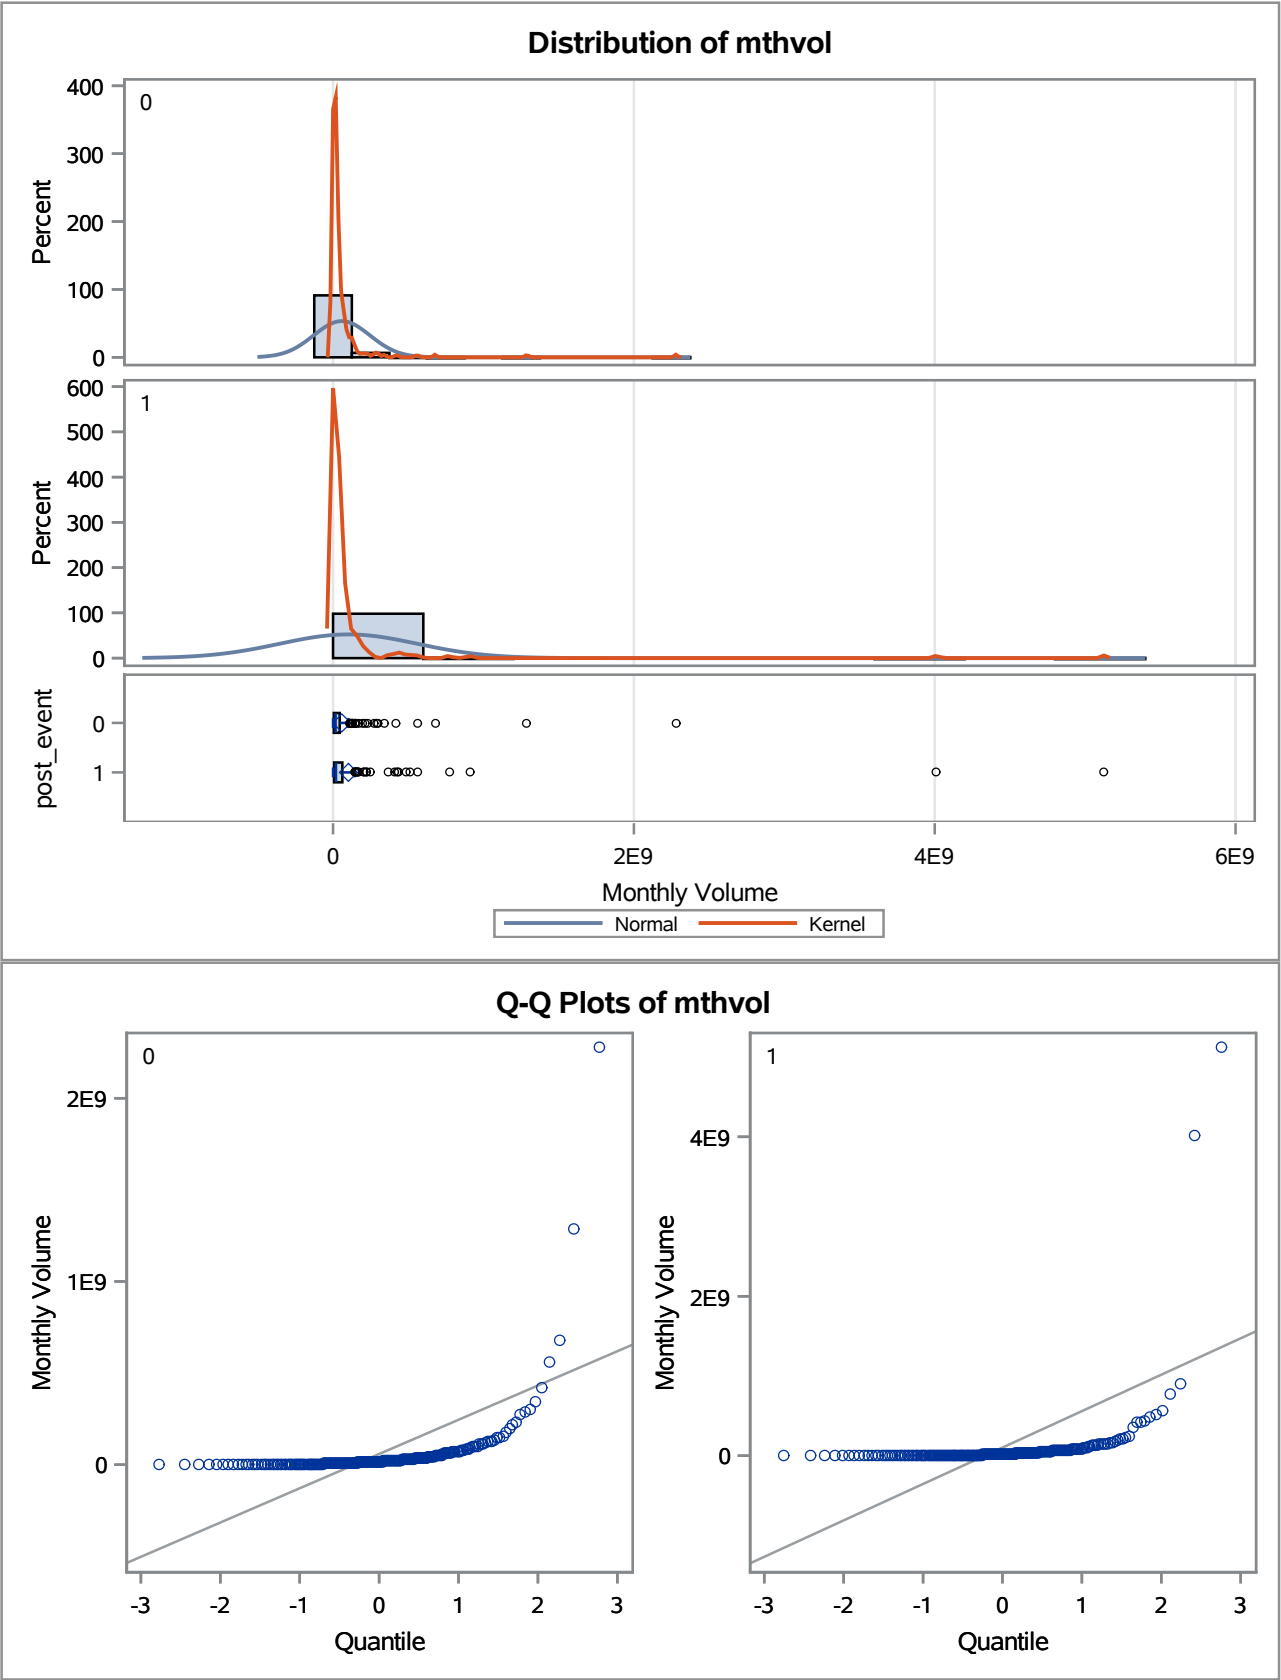 Distribution of mthvol
0
400
300
200
100
0
Percent
1
600
500
400
300
200
100
0
Percent
post_event
0
1
0 2E9 4E9 6E9
Monthly Volume
Normal Kernel
Q-Q Plots of mthvol
0
2E9
1E9
0
Monthly Volume
-3 -2 -1 0 1 2 3
Quantile
1
4E9
2E9
0
Monthly Volume
-3 -2 -1 0 1 2 3
Quantile